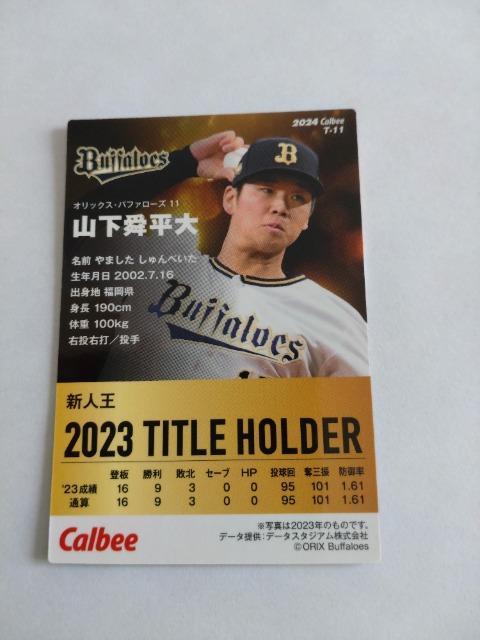 2024 Calbee
T-11
Buffaloes
オリックス・バファローズ 11
山下舜平大
名前 やました しゅんぺいた
生年月日 2002.7.16
出身地 福岡県
身長 190cm
体重 100kg
右投右打／投手
B
Buffaloes
新人王
2023 TITLE HOLDER
登板 勝利 敗北 セーブ HP 投球回 奪三振 防御率
'23成績 16 9 3 0 0 95 101 1.61
通算 16 9 3 0 0 95 101 1.61
Calbee
※写真は2023年のものです。
データ提供：データスタジアム株式会社
©ORIX Buffaloes